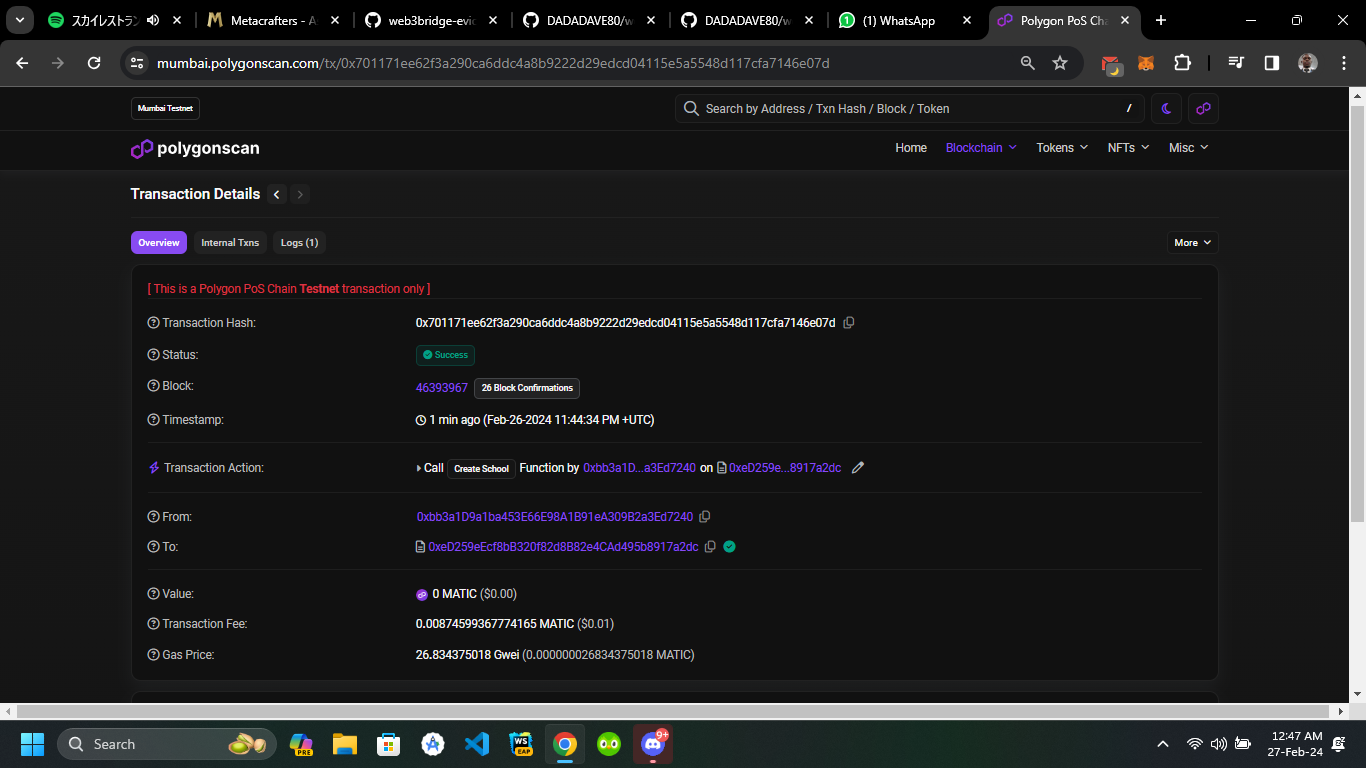 スカイレストラン
Metacrafters - A
web3bridge-evic
DADADAVE80/w
DADADAVE80/w
(1) WhatsApp
Polygon PoS Cha
mumbai.polygonscan.com/tx/0x701171ee62f3a290ca6ddc4a8b9222d29edcd04115e5a5548d117cfa7146e07d
Mumbai Testnet
Search by Address / Txn Hash / Block / Token
/
polygonscan
Home Blockchain Tokens NFTs Misc
Transaction Details
Overview Internal Txns Logs (1) More
[ This is a Polygon PoS Chain Testnet transaction only ]
Transaction Hash: 0x701171ee62f3a290ca6ddc4a8b9222d29edcd04115e5a5548d117cfa7146e07d
Status: Success
Block: 46393967 26 Block Confirmations
Timestamp: 1 min ago (Feb-26-2024 11:44:34 PM +UTC)
Transaction Action: Call Create School Function by 0xbb3a1D...a3Ed7240 on 0xeD259e...8917a2dc
From: 0xbb3a1D9a1ba453E66E98A1B91eA309B2a3Ed7240
To: 0xeD259eEcf8bB320f82d8B82e4CAd495b8917a2dc
Value: 0 MATIC ($0.00)
Transaction Fee: 0.00874599367774165 MATIC ($0.01)
Gas Price: 26.834375018 Gwei (0.000000026834375018 MATIC)
Search
PRE
WS
EAP
9+
12:47 AM
27-Feb-24